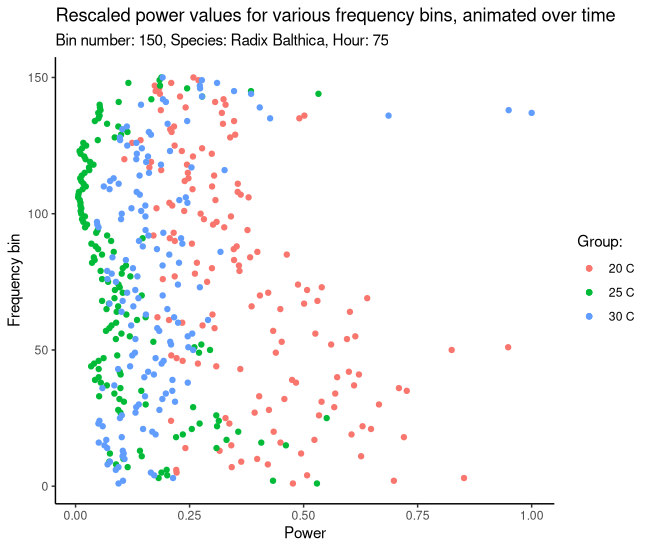 Rescaled power values for various frequency bins, animated over time
Bin number: 150, Species: Radix Balthica, Hour: 75
150
100
50
0
Frequency bin
0.00 0.25 0.50 0.75 1.00
Power
Group:
20 C
25 C
30 C